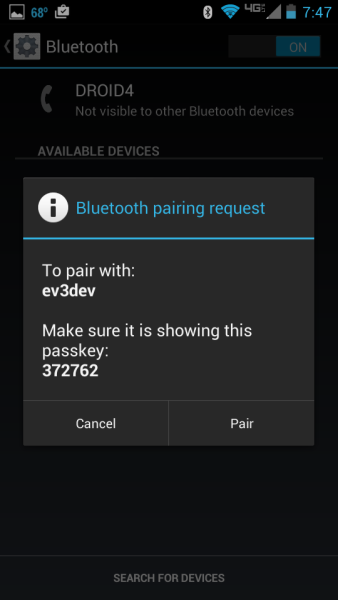 68° 4G 7:47
Bluetooth ON
DROID4
Not visible to other Bluetooth devices
AVAILABLE DEVICES
Bluetooth pairing request
To pair with:
ev3dev
Make sure it is showing this
passkey:
372762
Cancel Pair
SEARCH FOR DEVICES